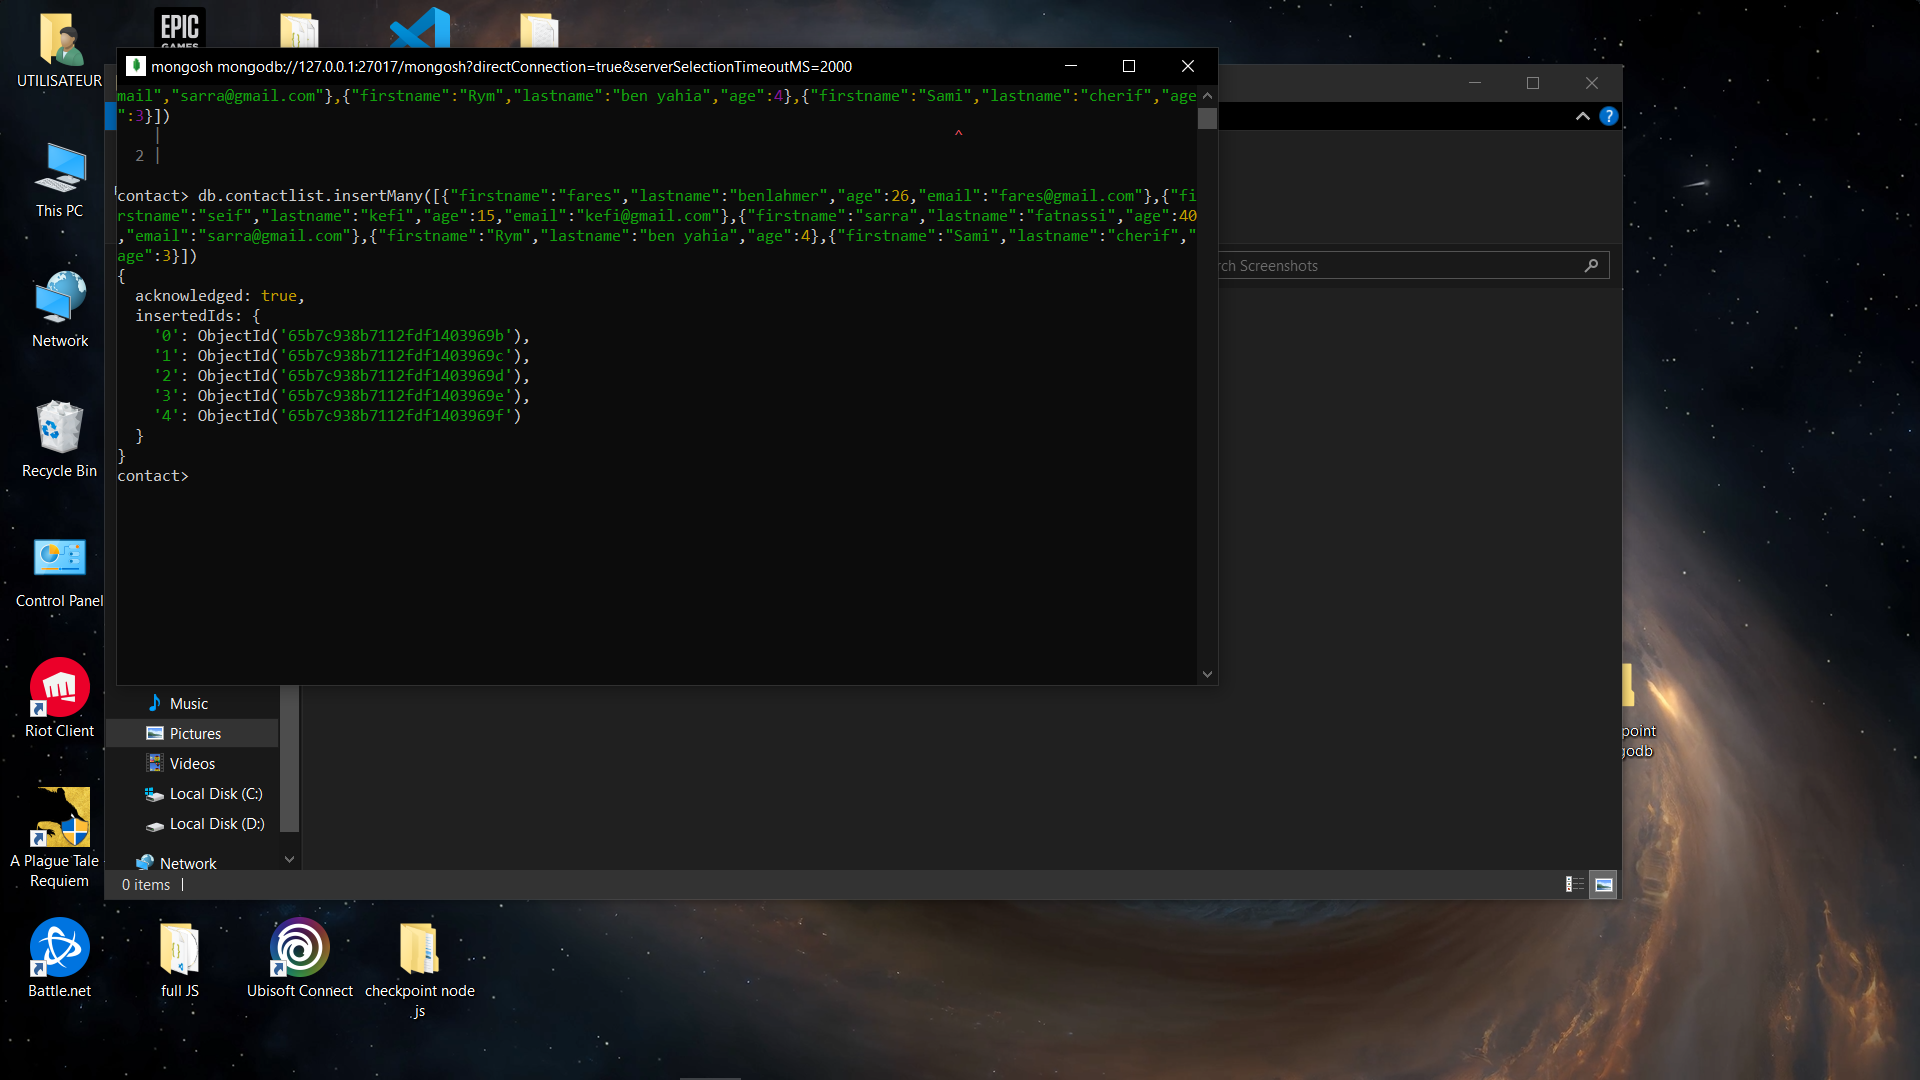 EPIC
GAMES
UTILISATEUR
mongosh mongodb://127.0.0.1:27017/mongosh?directConnection=true&serverSelectionTimeoutMS=2000
mail","sarra@gmail.com"},{"firstname":"Rym","lastname":"ben yahia","age":4},{"firstname":"Sami","lastname":"cherif","age
":3}])
|
^
2 |
contact> db.contactlist.insertMany([{"firstname":"fares","lastname":"benlahmer","age":26,"email":"fares@gmail.com"},{"fi
rstname":"seif","lastname":"kefi","age":15,"email":"kefi@gmail.com"},{"firstname":"sarra","lastname":"fatnassi","age":40
,"email":"sarra@gmail.com"},{"firstname":"Rym","lastname":"ben yahia","age":4},{"firstname":"Sami","lastname":"cherif","
age":3}])
{
acknowledged: true,
insertedIds: {
'0': ObjectId('65b7c938b7112fdf1403969b'),
'1': ObjectId('65b7c938b7112fdf1403969c'),
'2': ObjectId('65b7c938b7112fdf1403969d'),
'3': ObjectId('65b7c938b7112fdf1403969e'),
'4': ObjectId('65b7c938b7112fdf1403969f')
}
}
contact>
?
rch Screenshots
This PC
Network
Recycle Bin
Control Panel
Riot Client
A Plague Tale -
Requiem
Music
Pictures
Videos
Local Disk (C:)
Local Disk (D:)
Network
0 items
point
godb
Battle.net
full JS
Ubisoft Connect
checkpoint node
js